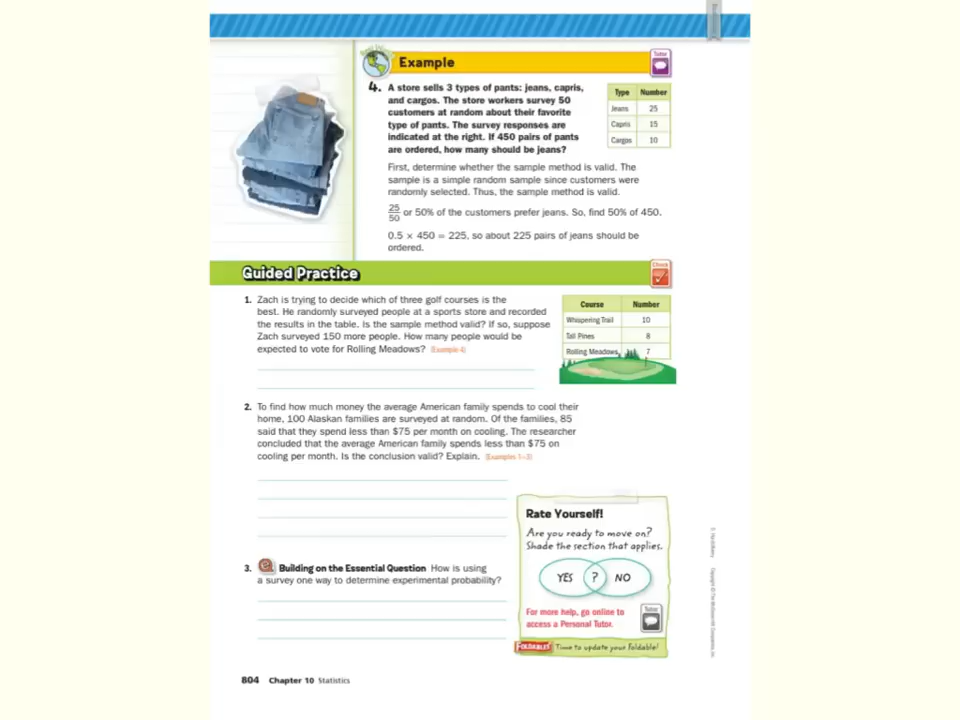 Example
Tutor
4. A store sells 3 types of pants: jeans, capris,
and cargos. The store workers survey 50
customers at random about their favorite
type of pants. The survey responses are
indicated at the right. If 450 pairs of pants
are ordered, how many should be jeans?
Type Number
Jeans 25
Capris 15
Cargos 10
First, determine whether the sample method is valid. The
sample is a simple random sample since customers were
randomly selected. Thus, the sample method is valid.
25/50 or 50% of the customers prefer jeans. So, find 50% of 450.
0.5 × 450 = 225, so about 225 pairs of jeans should be
ordered.
Guided Practice
Check
1. Zach is trying to decide which of three golf courses is the
best. He randomly surveyed people at a sports store and recorded
the results in the table. Is the sample method valid? If so, suppose
Zach surveyed 150 more people. How many people would be
expected to vote for Rolling Meadows? (Example 4)
Course Number
Whispering Trail 10
Tall Pines 8
Rolling Meadows 7
2. To find how much money the average American family spends to cool their
home, 100 Alaskan families are surveyed at random. Of the families, 85
said that they spend less than $75 per month on cooling. The researcher
concluded that the average American family spends less than $75 on
cooling per month. Is the conclusion valid? Explain. (Examples 1–3)
3. Building on the Essential Question How is using
a survey one way to determine experimental probability?
Rate Yourself!
Are you ready to move on?
Shade the section that applies.
YES ? NO
For more help, go online to
access a Personal Tutor.
Tutor
FOLDABLES Time to update your Foldable!
804 Chapter 10 Statistics